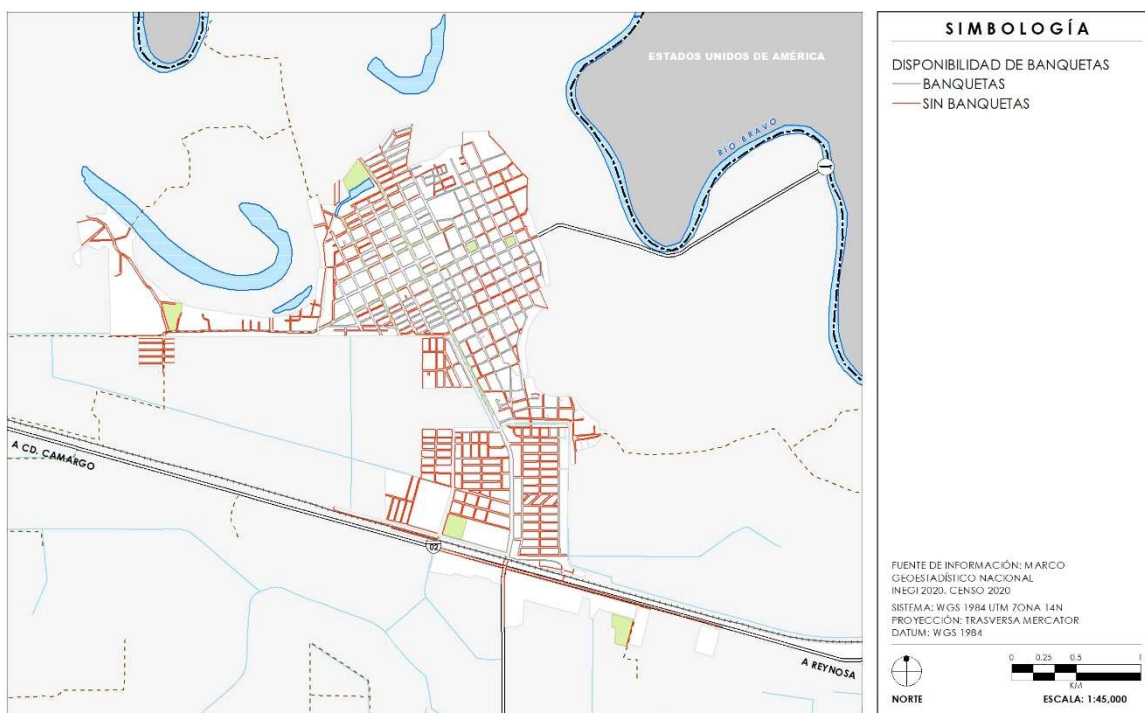 ESTADOS UNIDOS DE AMÉRICA
RÍO BRAVO
A CD. CAMARGO
02
A REYNOSA
SIMBOLOGÍA
DISPONIBILIDAD DE BANQUETAS
BANQUETAS
SIN BANQUETAS
FUENTE DE INFORMACIÓN: MARCO
GEOESTADÍSTICO NACIONAL
INEGI 2020. CENSO 2020
SISTEMA: WGS 1984 UTM ZONA 14N
PROYECCIÓN: TRASVERSA MERCATOR
DATUM: WGS 1984
0 0.25 0.5 1
KM
NORTE
ESCALA: 1:45,000